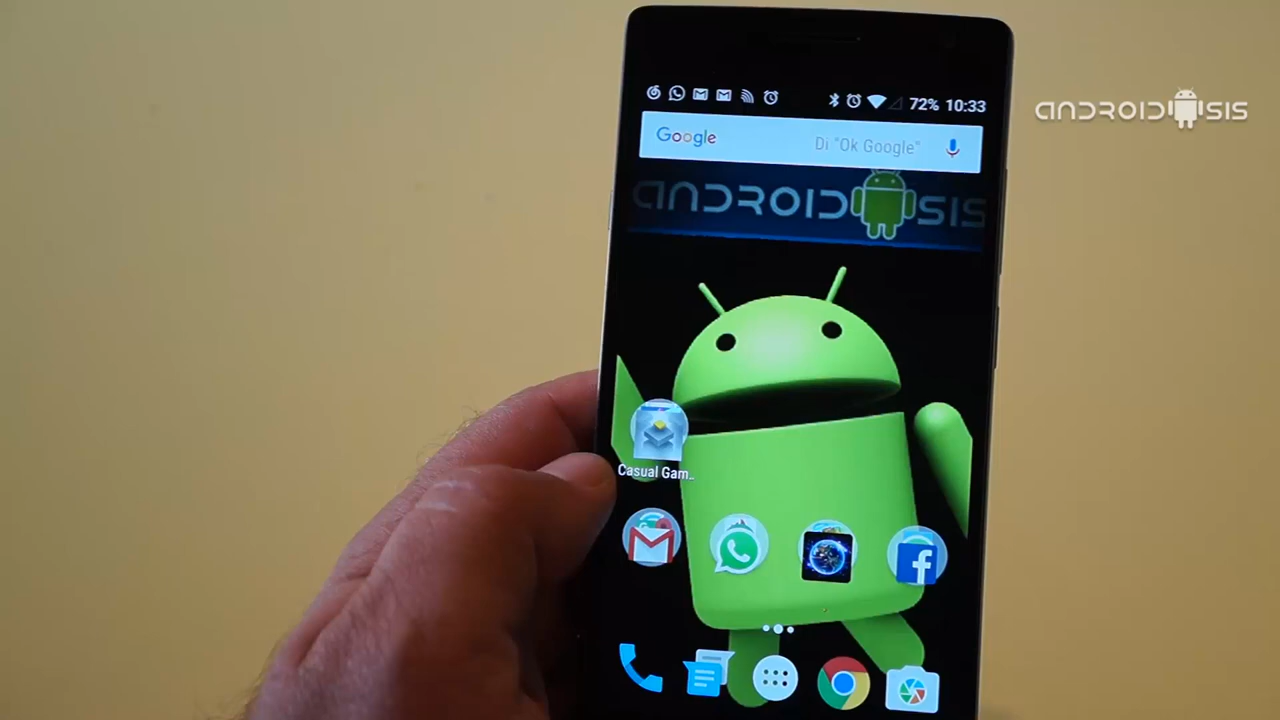 72% 10:33
Google Di "Ok Google"
ANDROIDSIS
ANDROIDSIS
Casual Gam..